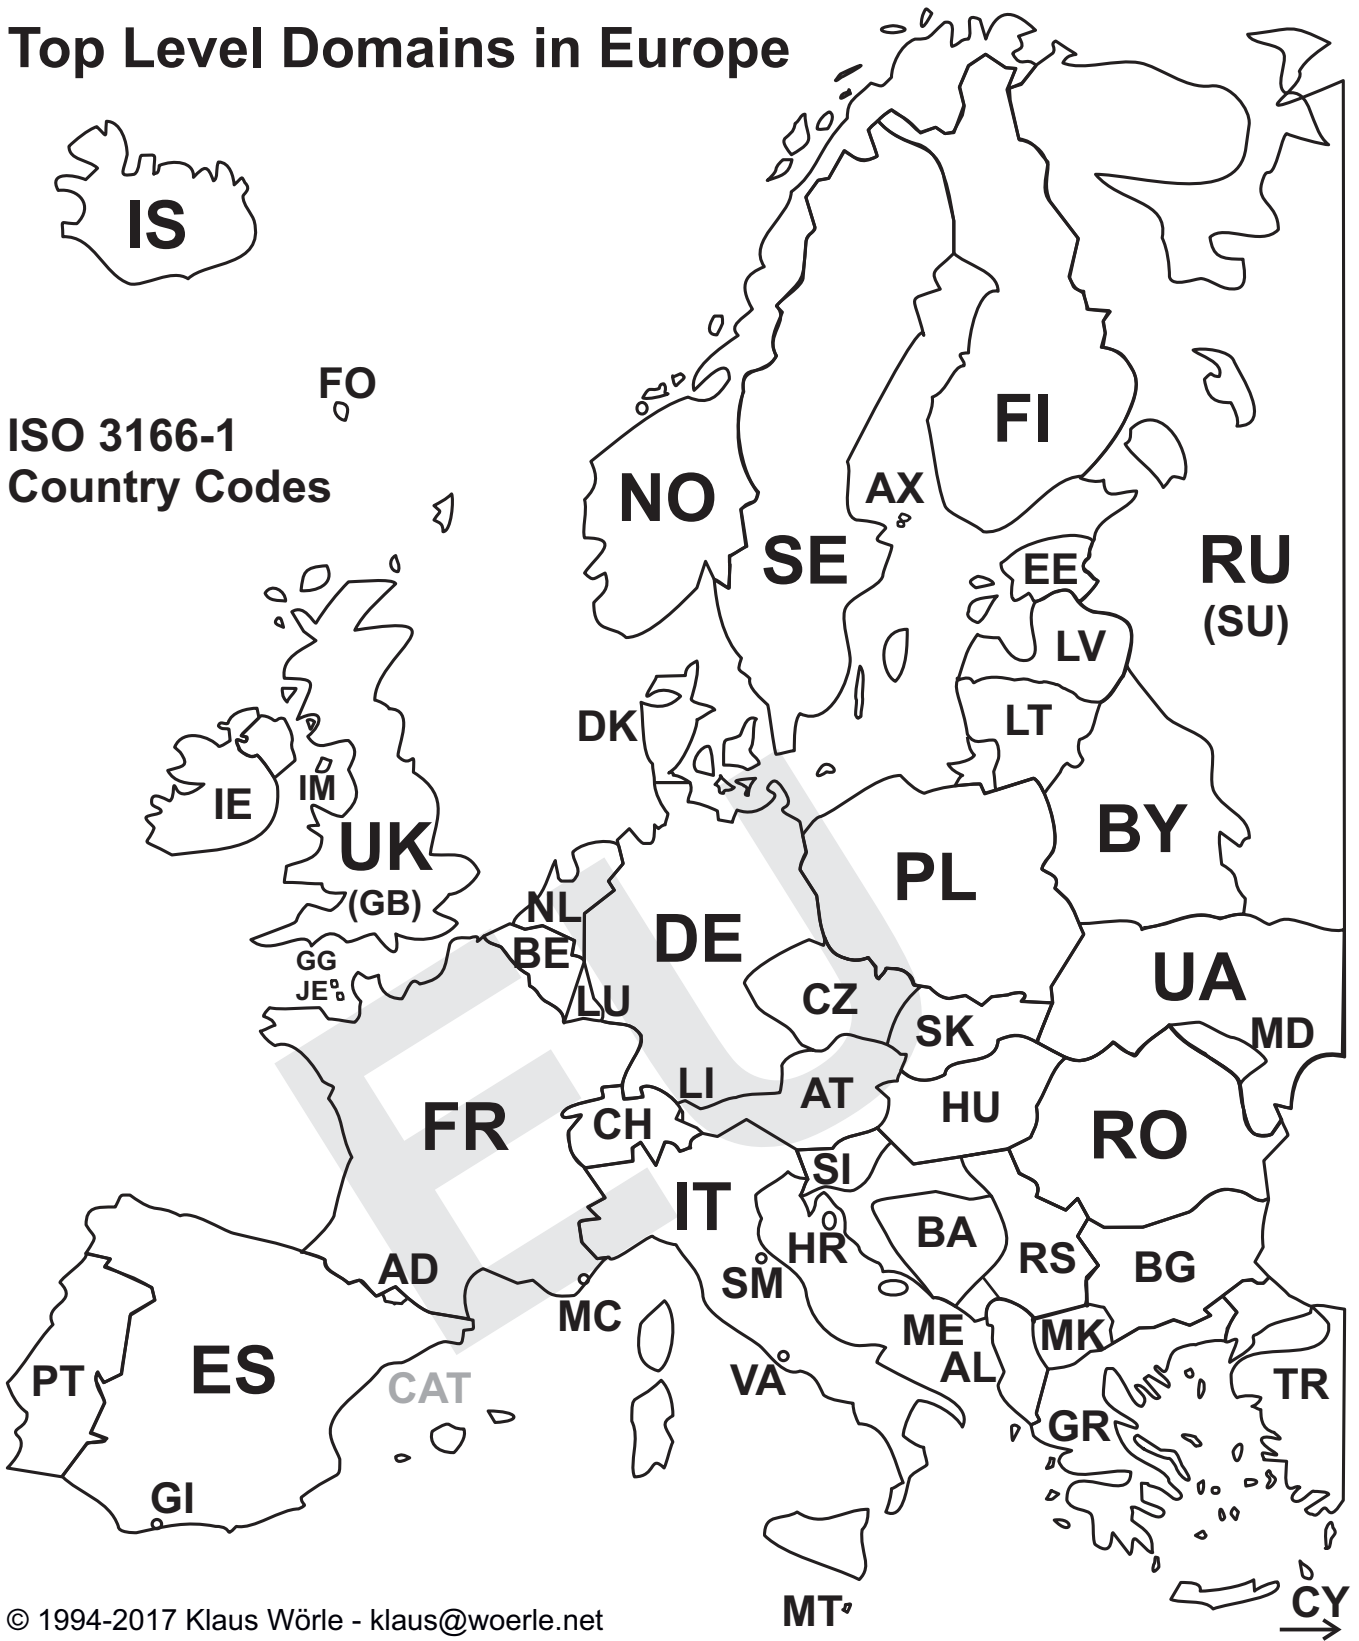 Top Level Domains in Europe
IS
FO
ISO 3166-1
Country Codes
FI
NO
AX
SE
EE
RU
(SU)
LV
LT
DK
IM
IE
UK
(GB)
BY
PL
NL
DE
BE
GG
JE
LU
CZ
UA
SK
MD
LI
AT
HU
FR
CH
RO
SI
IT
BA
HR
RS
BG
AD
SM
MC
ME
MK
AL
VA
PT
ES
CAT
TR
GR
GI
EU
MT
CY
© 1994-2017 Klaus Wörle - klaus@woerle.net